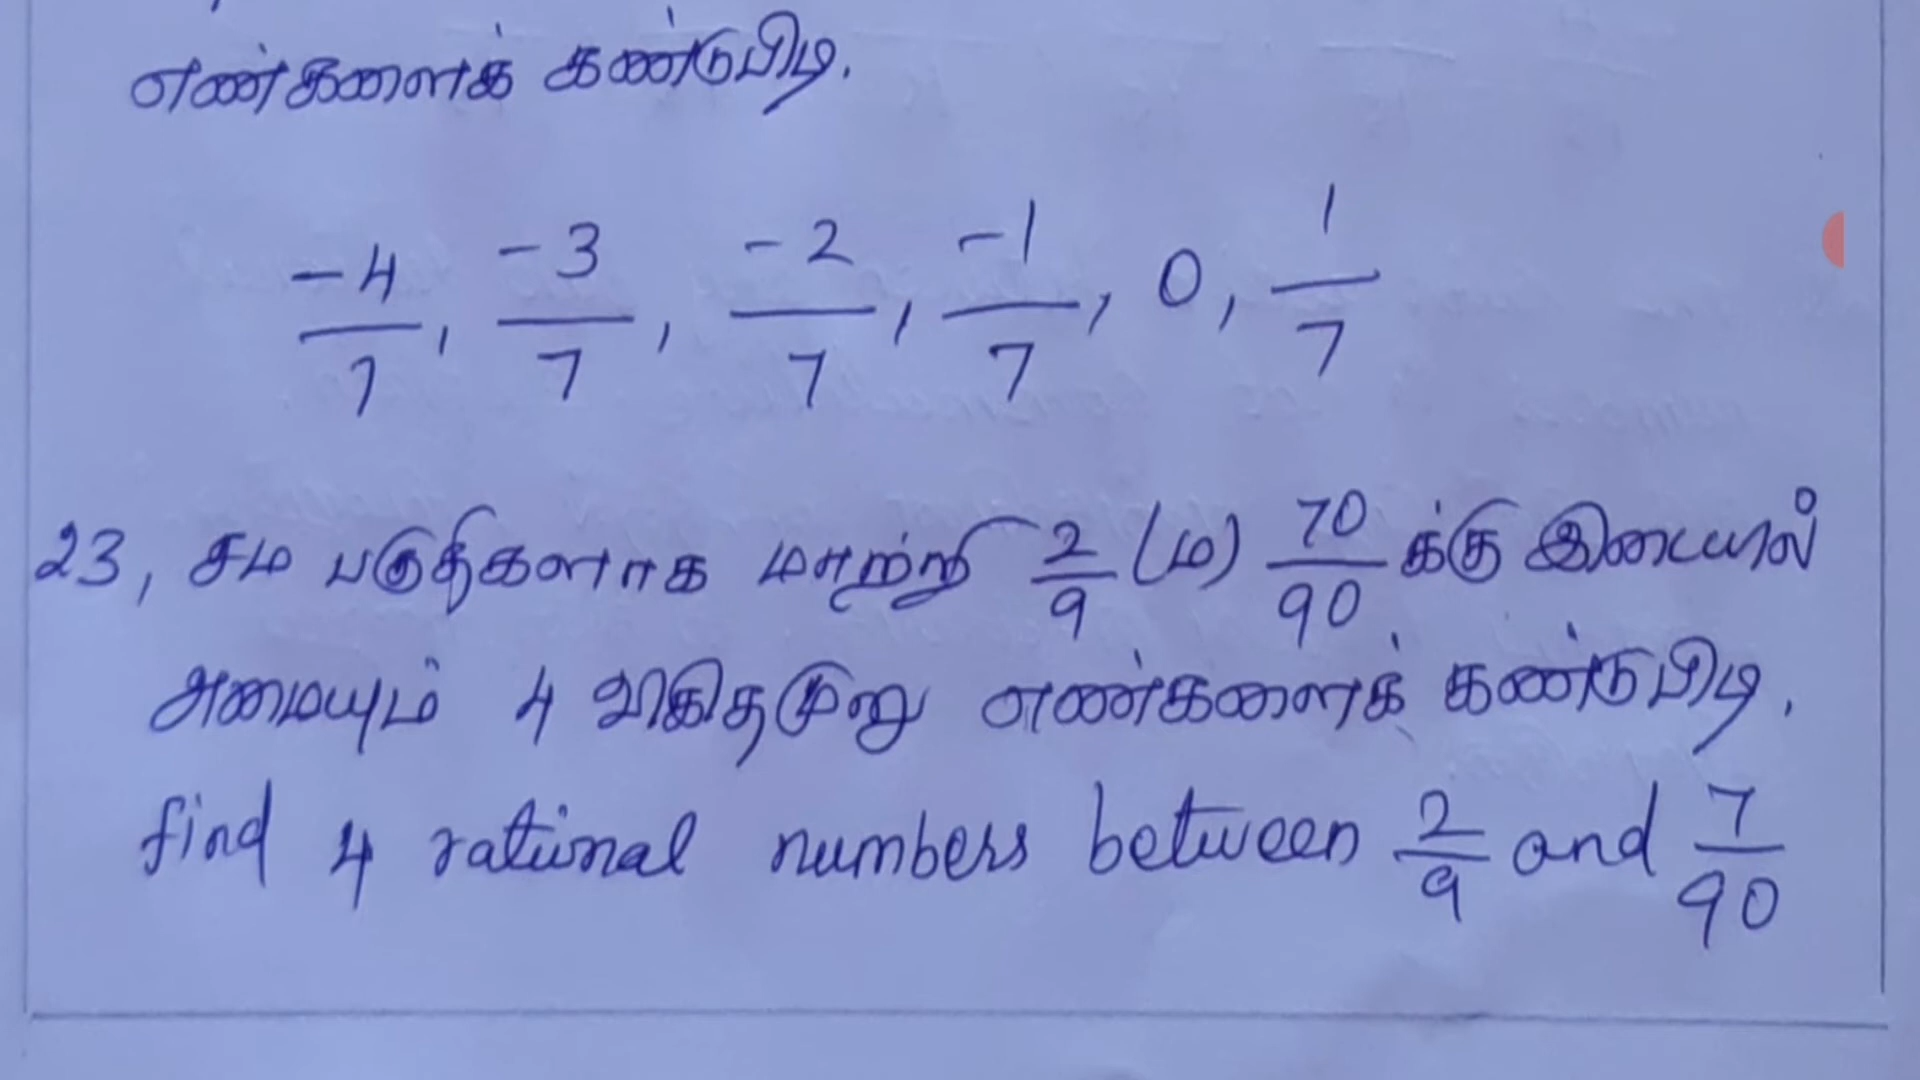 எண்களைக் கண்டுபிடி.
-4/7, -3/7, -2/7, -1/7, 0, 1/7
23, சம பகுதிகளாக மாற்றி 2/9 (ம) 70/90 க்கு இடையில்
அமையும் 4 விகிதமுறு எண்களைக் கண்டுபிடி.
find 4 rational numbers between 2/9 and 7/90